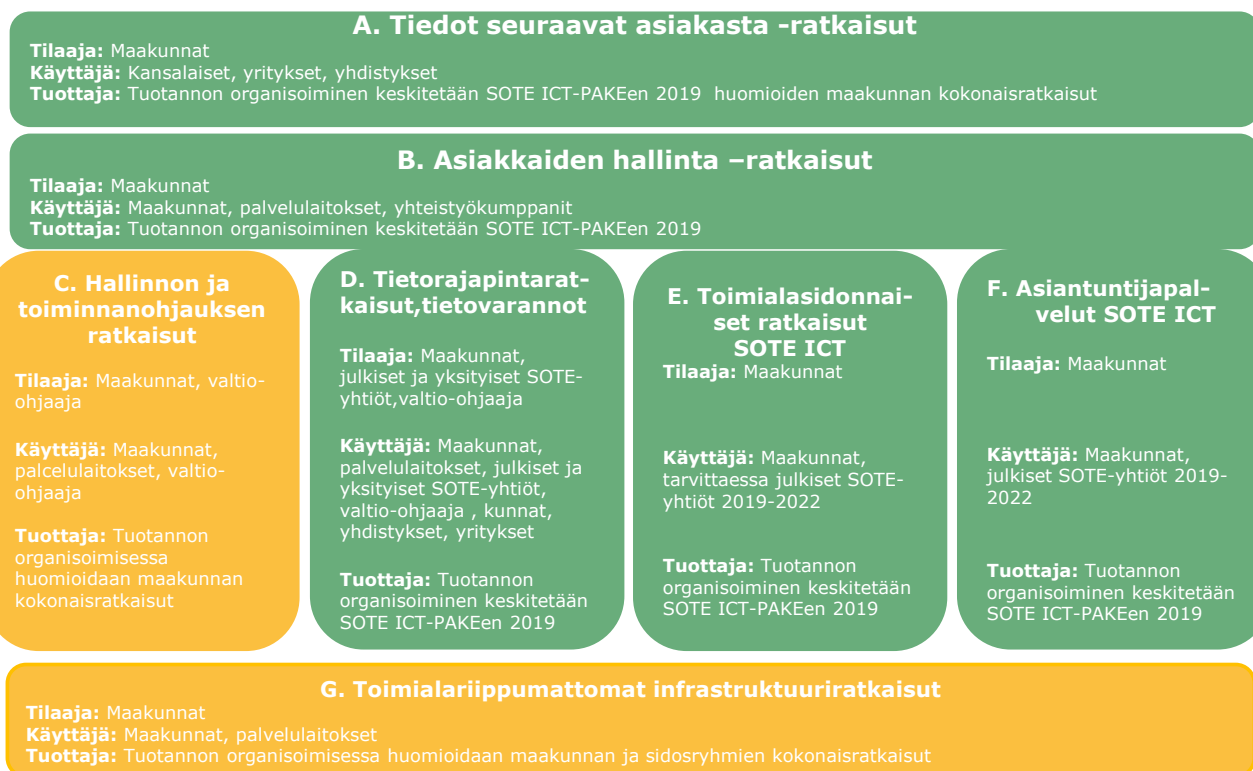 A. Tiedot seuraavat asiakasta -ratkaisut
Tilaaja: Maakunnat
Käyttäjä: Kansalaiset, yritykset, yhdistykset
Tuottaja: Tuotannon organisoiminen keskitetään SOTE ICT-PAKEen 2019 huomioiden maakunnan kokonaisratkaisut
B. Asiakkaiden hallinta –ratkaisut
Tilaaja: Maakunnat
Käyttäjä: Maakunnat, palvelulaitokset, yhteistyökumppanit
Tuottaja: Tuotannon organisoiminen keskitetään SOTE ICT-PAKEen 2019
C. Hallinnon ja
toiminnanohjauksen
ratkaisut
Tilaaja: Maakunnat, valtio-
ohjaaja
Käyttäjä: Maakunnat,
palcelulaitokset, valtio-
ohjaaja
Tuottaja: Tuotannon
organisoimisessa
huomioidaan maakunnan
kokonaisratkaisut
D. Tietorajapintarat-
kaisut,tietovarannot
Tilaaja: Maakunnat,
julkiset ja yksityiset SOTE-
yhtiöt,valtio-ohjaaja
Käyttäjä: Maakunnat,
palvelulaitokset, julkiset ja
yksityiset SOTE-yhtiöt,
valtio-ohjaaja , kunnat,
yhdistykset, yritykset
Tuottaja: Tuotannon
organisoiminen keskitetään
SOTE ICT-PAKEen 2019
E. Toimialasidonnai-
set ratkaisut
SOTE ICT
Tilaaja: Maakunnat
Käyttäjä: Maakunnat,
tarvittaessa julkiset SOTE-
yhtiöt 2019-2022
Tuottaja: Tuotannon
organisoiminen keskitetään
SOTE ICT-PAKEen 2019
F. Asiantuntijapal-
velut SOTE ICT
Tilaaja: Maakunnat
Käyttäjä: Maakunnat,
julkiset SOTE-yhtiöt 2019-
2022
Tuottaja: Tuotannon
organisoiminen keskitetään
SOTE ICT-PAKEen 2019
G. Toimialariippumattomat infrastruktuuriratkaisut
Tilaaja: Maakunnat
Käyttäjä: Maakunnat, palvelulaitokset
Tuottaja: Tuotannon organisoimisessa huomioidaan maakunnan ja sidosryhmien kokonaisratkaisut